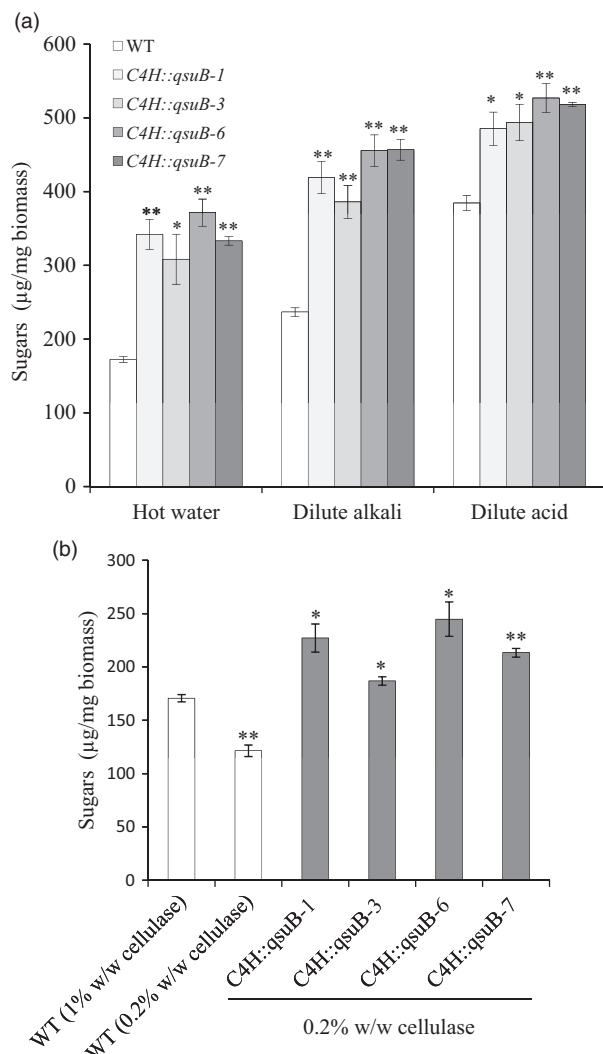 (a)
600
500
400
300
200
100
0
Sugars (μg/mg biomass)
WT
C4H::qsuB-1
C4H::qsuB-3
C4H::qsuB-6
C4H::qsuB-7
** * ** **
** ** ** **
* * ** **
Hot water Dilute alkali Dilute acid
(b)
300
250
200
150
100
50
0
Sugars (μg/mg biomass)
** * * * **
WT (1% w/w cellulase)
WT (0.2% w/w cellulase)
C4H::qsuB-1
C4H::qsuB-3
C4H::qsuB-6
C4H::qsuB-7
0.2% w/w cellulase